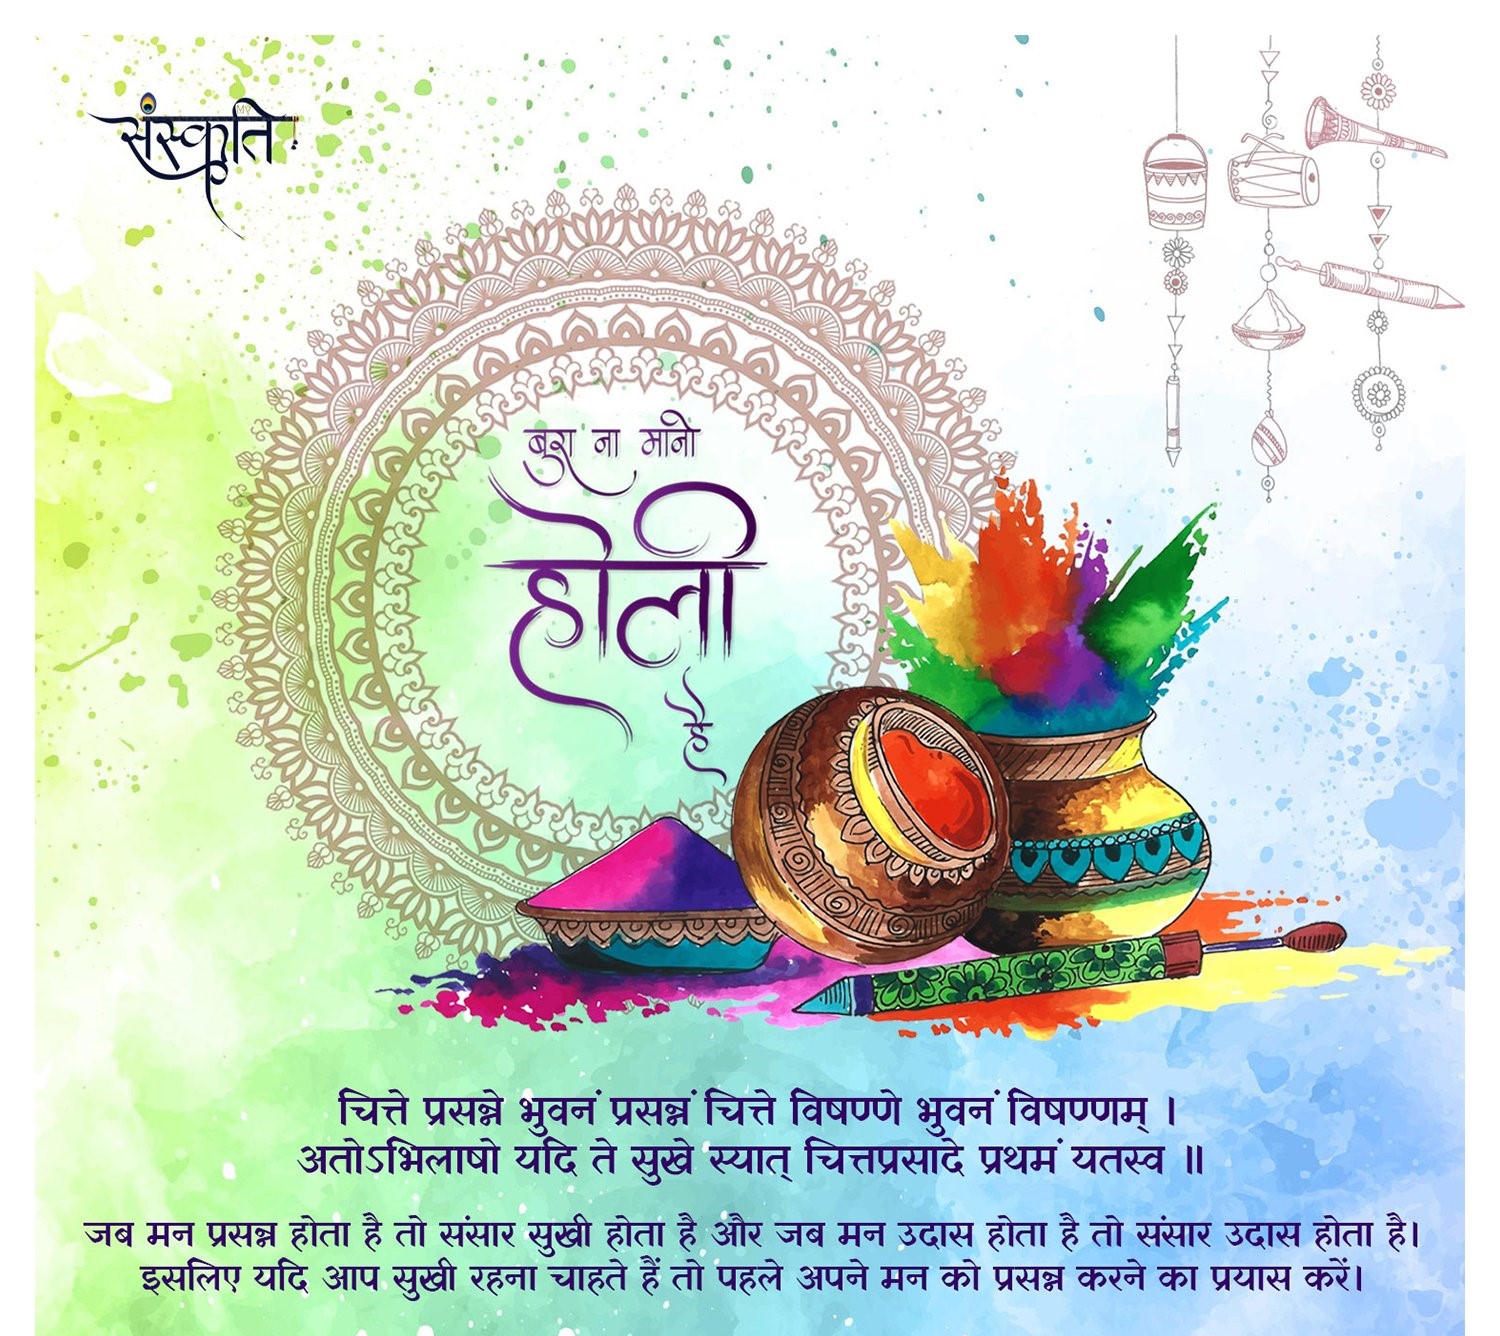 MY
संस्कृति
बुरा ना मानो
होली
है
चित्ते प्रसन्ने भुवनं प्रसन्नं चित्ते विषण्णे भुवनं विषण्णम् ।
अतोऽभिलाषो यदि ते सुखे स्यात् चित्तप्रसादे प्रथमं यतस्व ॥
जब मन प्रसन्न होता है तो संसार सुखी होता है और जब मन उदास होता है तो संसार उदास होता है।
इसलिए यदि आप सुखी रहना चाहते हैं तो पहले अपने मन को प्रसन्न करने का प्रयास करें।